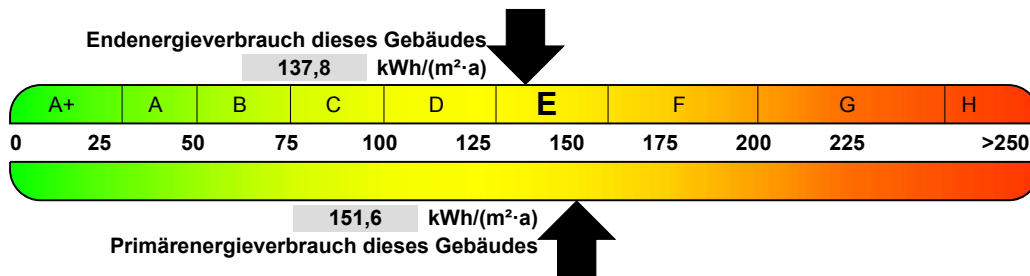 Endenergieverbrauch dieses Gebäudes
137,8 kWh/(m²·a)
A+ A B C D E F G H
0 25 50 75 100 125 150 175 200 225 >250
151,6 kWh/(m²·a)
Primärenergieverbrauch dieses Gebäudes